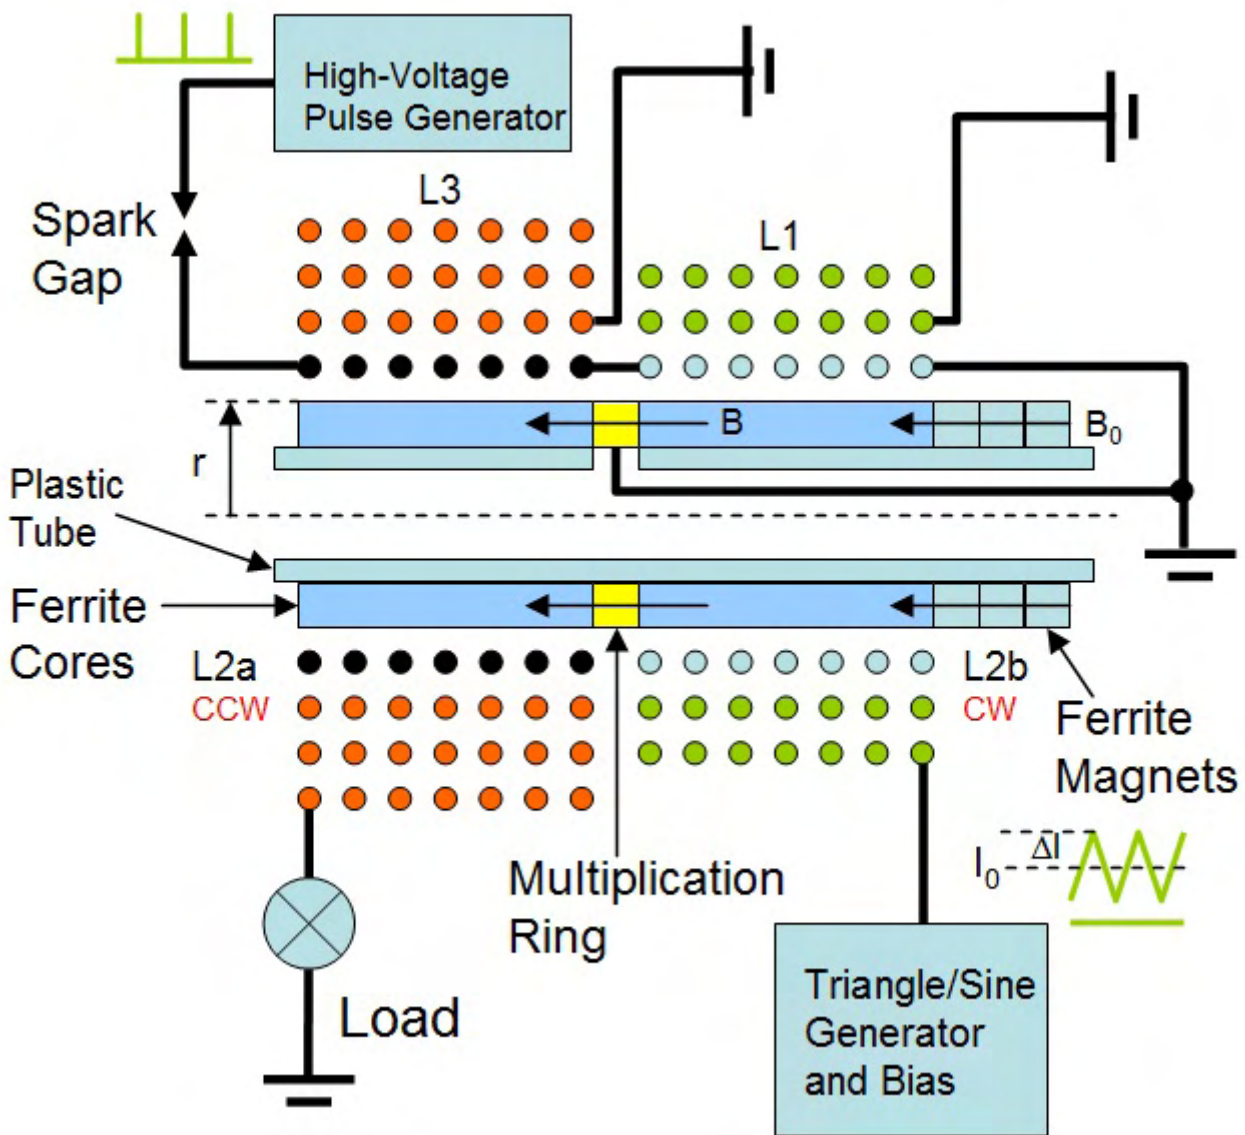 High-Voltage
Pulse Generator
L3
Spark
Gap
L1
B
B₀
r
Plastic
Tube
Ferrite
Cores
L2a
CCW
L2b
CW
Ferrite
Magnets
Multiplication
Ring
I₀
ΔI
Load
Triangle/Sine
Generator
and Bias